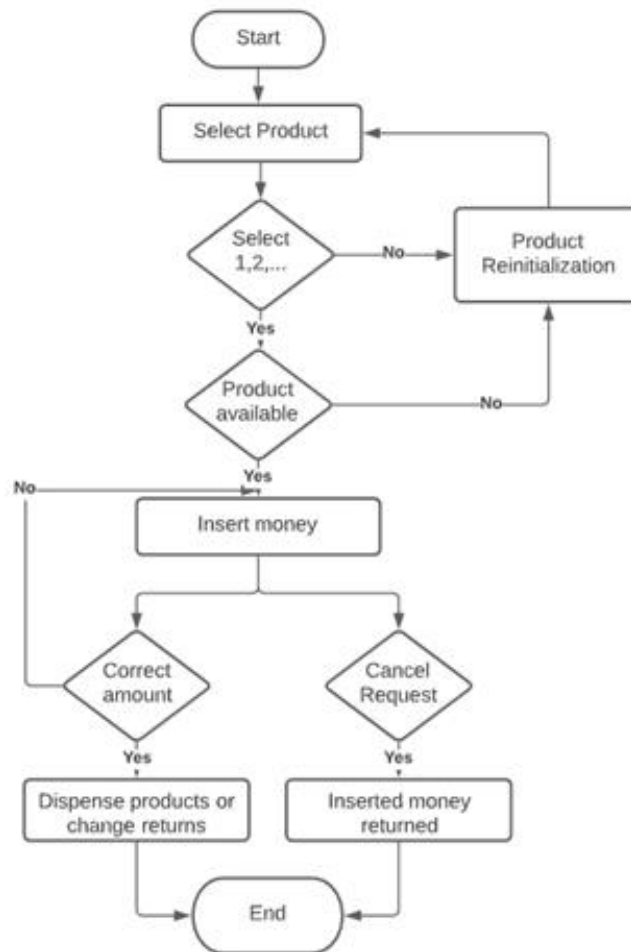 Start
Select Product
Select
1,2,...
No
Product
Reinitialization
Yes
Product
available
No
Yes
No
Insert money
Correct
amount
Cancel
Request
Yes
Yes
Dispense products or
change returns
Inserted money
returned
End